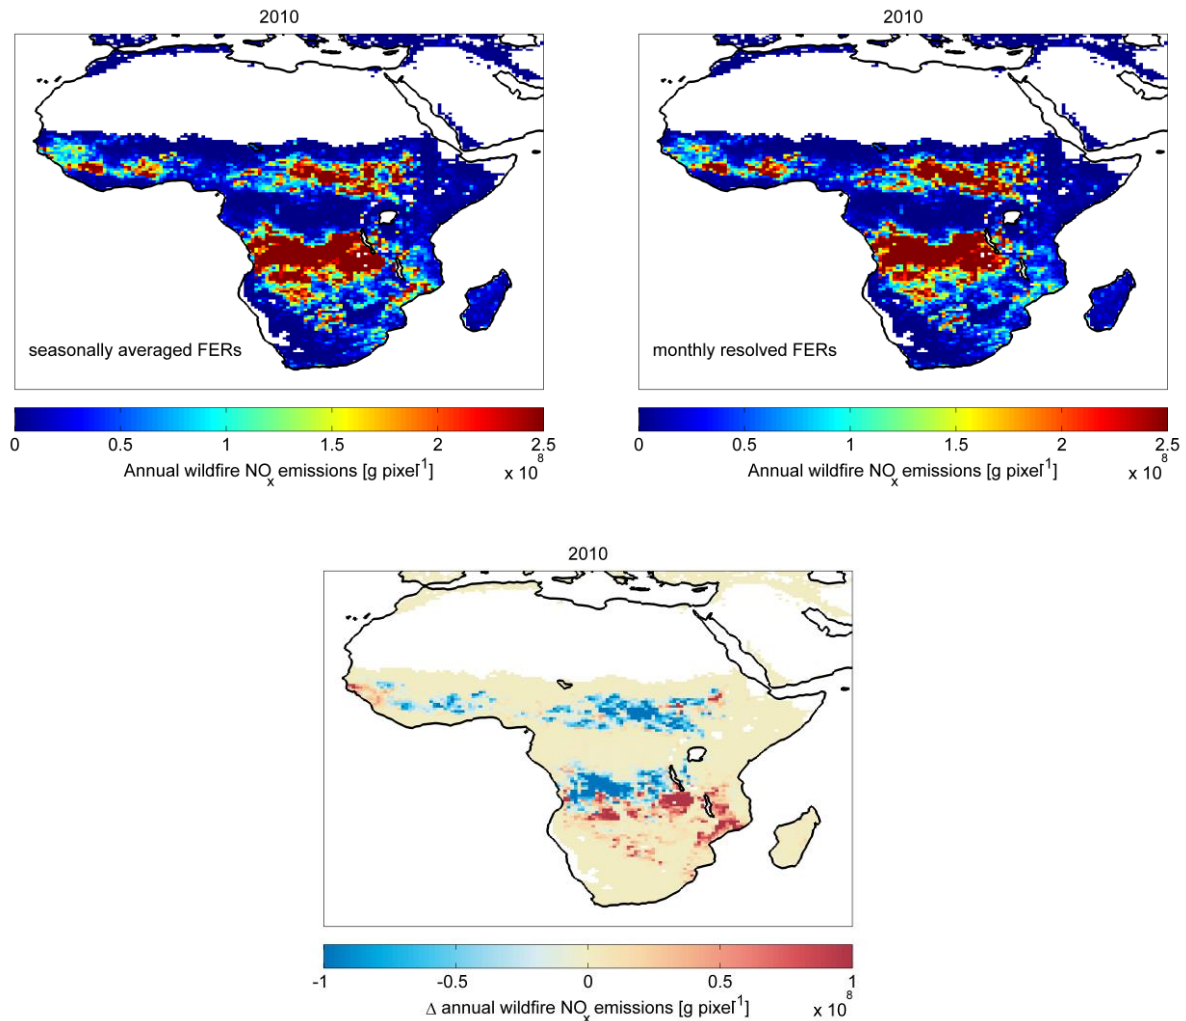 2010
2010
seasonally averaged FERs
monthly resolved FERs
0 0.5 1 1.5 2 2.5
0 0.5 1 1.5 2 2.5
Annual wildfire NOx emissions [g pixel-1]
x 10^8
Annual wildfire NOx emissions [g pixel-1]
x 10^8
2010
-1 -0.5 0 0.5 1
Δ annual wildfire NOx emissions [g pixel-1]
x 10^8